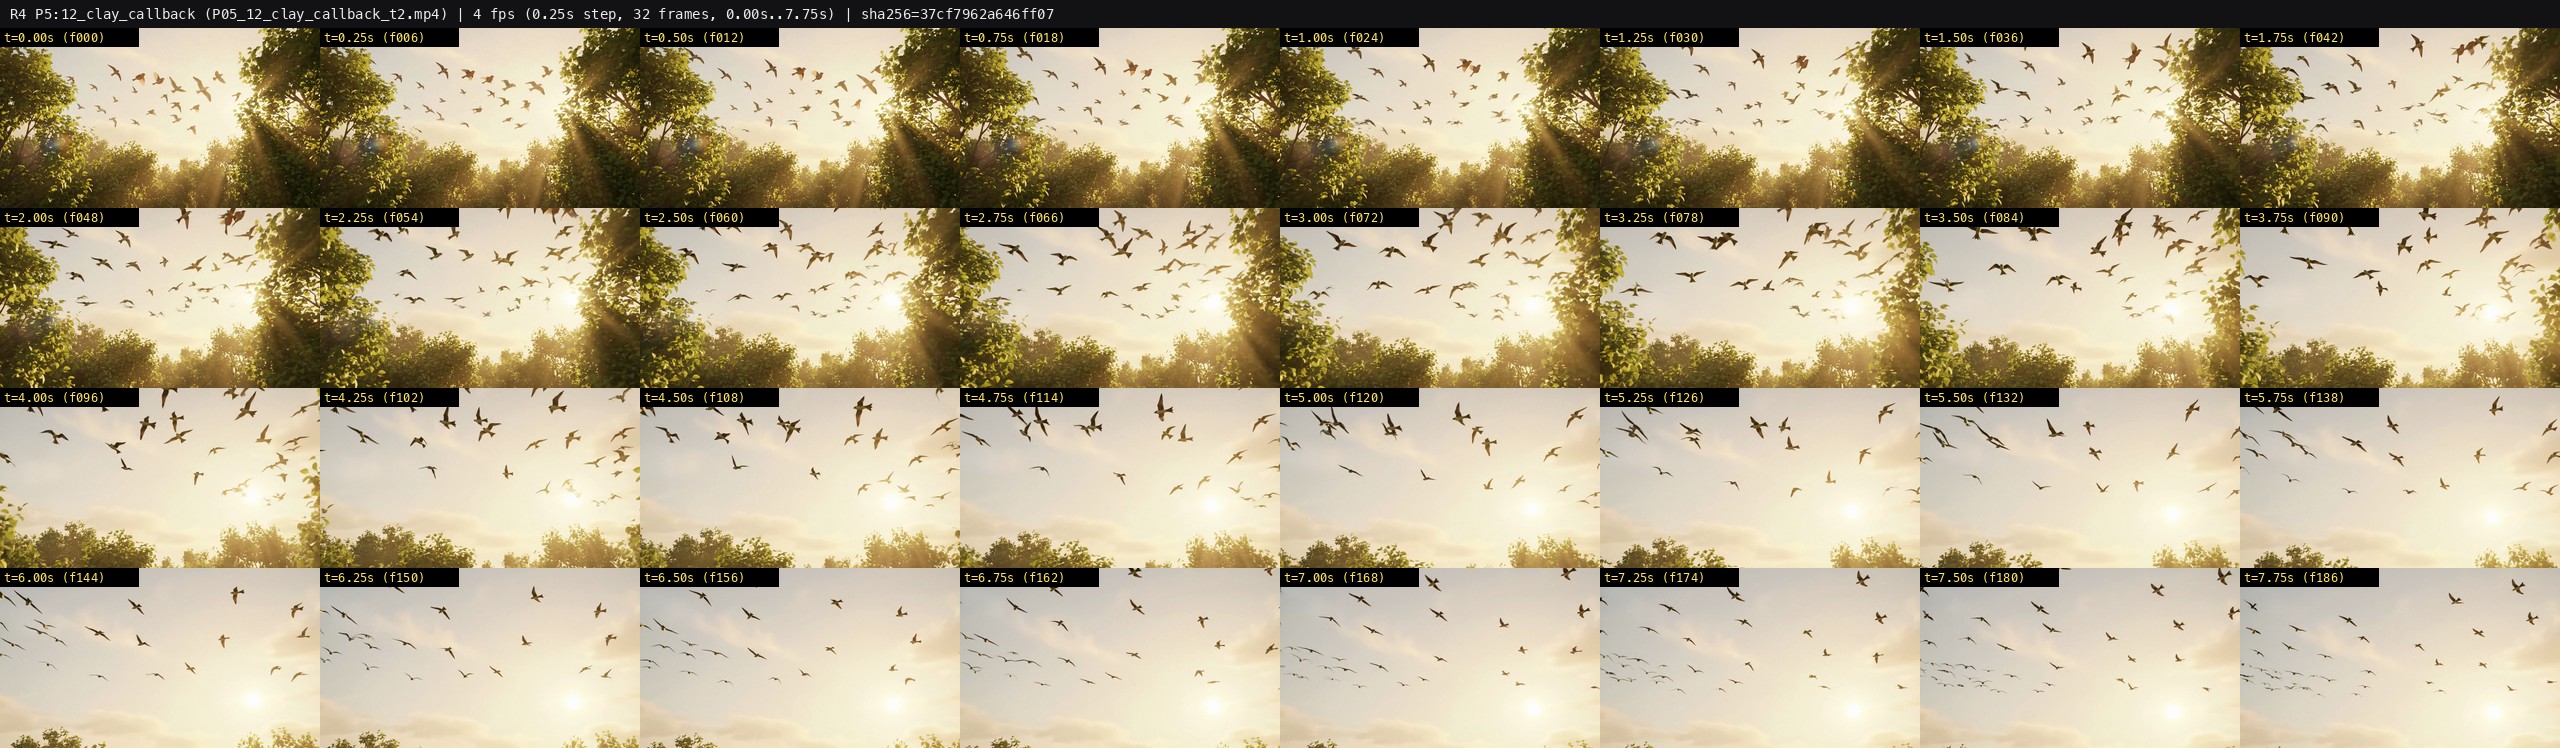 R4 P5:12_clay_callback (P05_12_clay_callback_t2.mp4) | 4 fps (0.25s step, 32 frames, 0.00s..7.75s) | sha256=37cf7962a646ff07
t=0.00s (f000) t=0.25s (f006) t=0.50s (f012) t=0.75s (f018) t=1.00s (f024) t=1.25s (f030) t=1.50s (f036) t=1.75s (f042)
t=2.00s (f048) t=2.25s (f054) t=2.50s (f060) t=2.75s (f066) t=3.00s (f072) t=3.25s (f078) t=3.50s (f084) t=3.75s (f090)
t=4.00s (f096) t=4.25s (f102) t=4.50s (f108) t=4.75s (f114) t=5.00s (f120) t=5.25s (f126) t=5.50s (f132) t=5.75s (f138)
t=6.00s (f144) t=6.25s (f150) t=6.50s (f156) t=6.75s (f162) t=7.00s (f168) t=7.25s (f174) t=7.50s (f180) t=7.75s (f186)